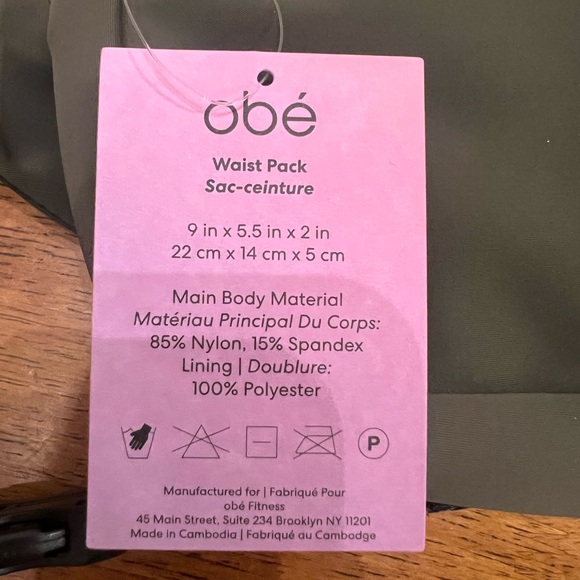 obé
Waist Pack
Sac-ceinture
9 in x 5.5 in x 2 in
22 cm x 14 cm x 5 cm
Main Body Material
Matériau Principal Du Corps:
85% Nylon, 15% Spandex
Lining | Doublure:
100% Polyester
P
Manufactured for | Fabriqué Pour
obé Fitness
45 Main Street, Suite 234 Brooklyn NY 11201
Made in Cambodia | Fabriqué au Cambodge